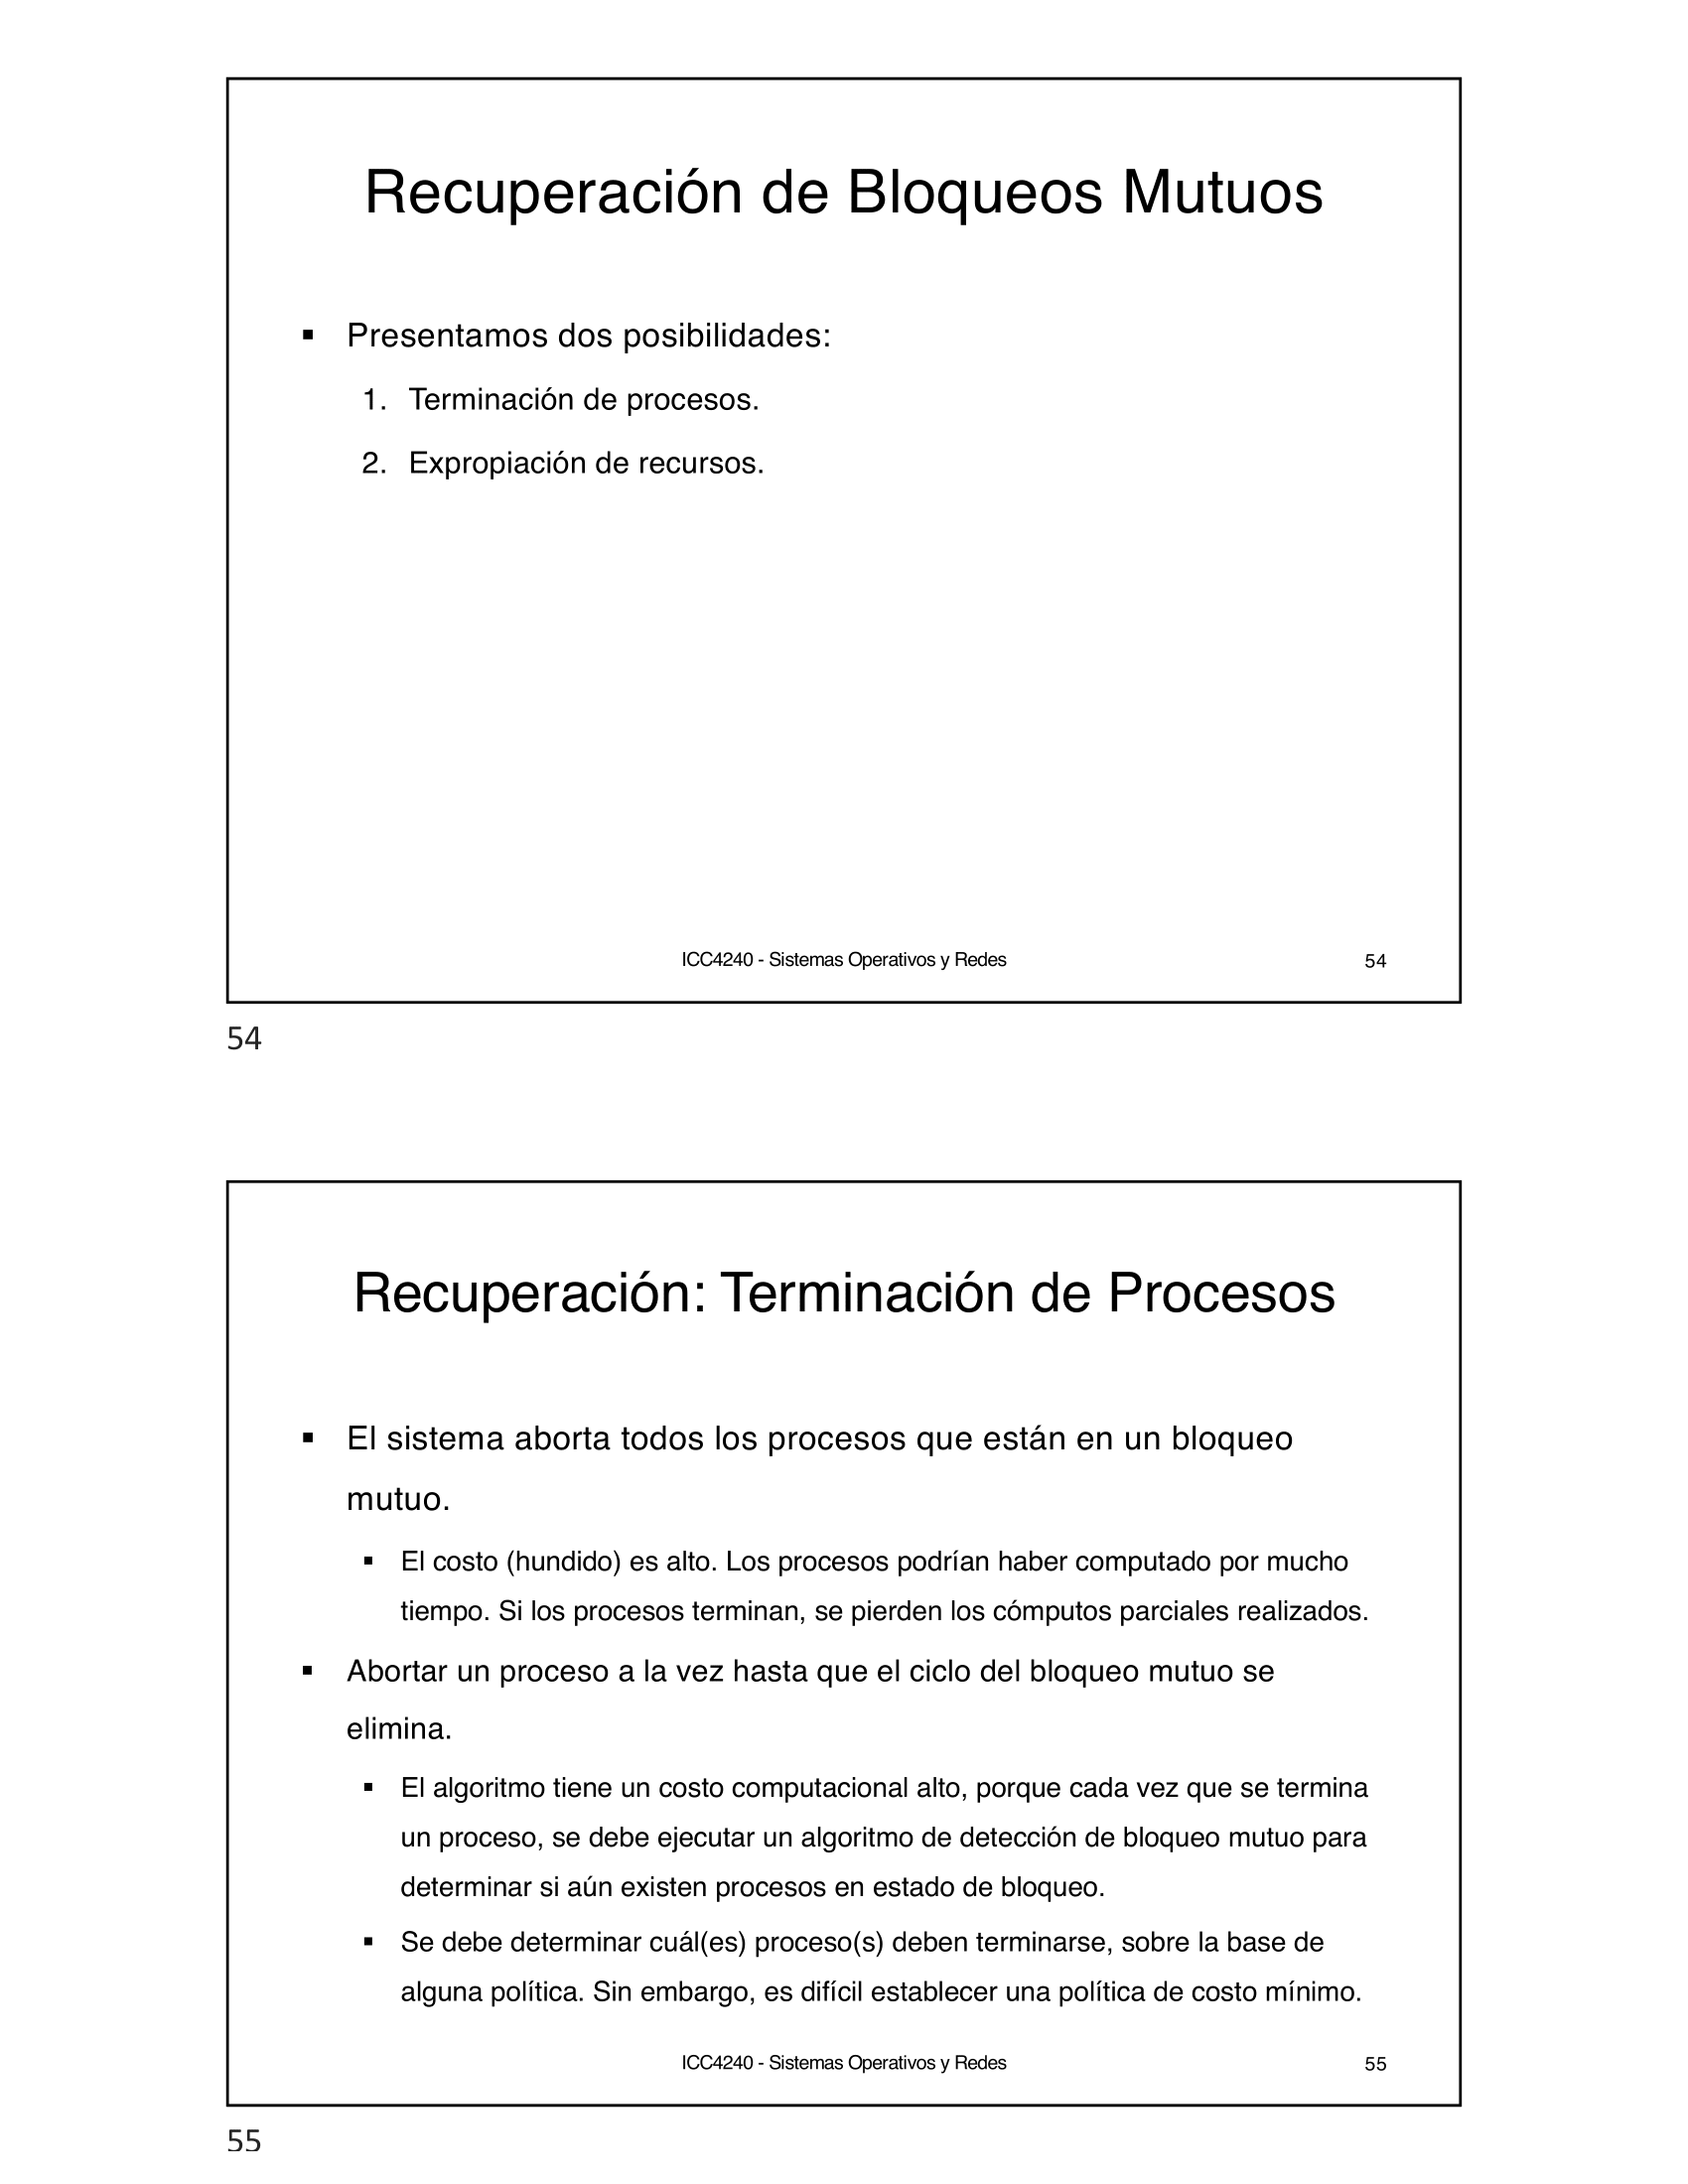 Recuperación de Bloqueos Mutuos
▪ Presentamos dos posibilidades:
1. Terminación de procesos.
2. Expropiación de recursos.
ICC4240 - Sistemas Operativos y Redes 54
54
Recuperación: Terminación de Procesos
▪ El sistema aborta todos los procesos que están en un bloqueo
mutuo.
▪ El costo (hundido) es alto. Los procesos podrían haber computado por mucho
tiempo. Si los procesos terminan, se pierden los cómputos parciales realizados.
▪ Abortar un proceso a la vez hasta que el ciclo del bloqueo mutuo se
elimina.
▪ El algoritmo tiene un costo computacional alto, porque cada vez que se termina
un proceso, se debe ejecutar un algoritmo de detección de bloqueo mutuo para
determinar si aún existen procesos en estado de bloqueo.
▪ Se debe determinar cuál(es) proceso(s) deben terminarse, sobre la base de
alguna política. Sin embargo, es difícil establecer una política de costo mínimo.
ICC4240 - Sistemas Operativos y Redes 55
55